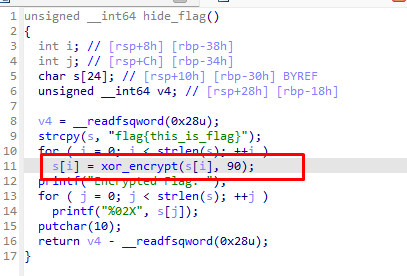 1 unsigned __int64 hide_flag()
2 {
3 int i; // [rsp+8h] [rbp-38h]
4 int j; // [rsp+Ch] [rbp-34h]
5 char s[24]; // [rsp+10h] [rbp-30h] BYREF
6 unsigned __int64 v4; // [rsp+28h] [rbp-18h]
7
8 v4 = __readfsqword(0x28u);
9 strcpy(s, "flag{this_is_flag}");
10 for ( i = 0; i < strlen(s); ++i )
11 s[i] = xor_encrypt(s[i], 90);
12 printf("Encrypted Flag: ");
13 for ( j = 0; j < strlen(s); ++j )
14 printf("%02X", s[j]);
15 putchar(10);
16 return v4 - __readfsqword(0x28u);
17 }